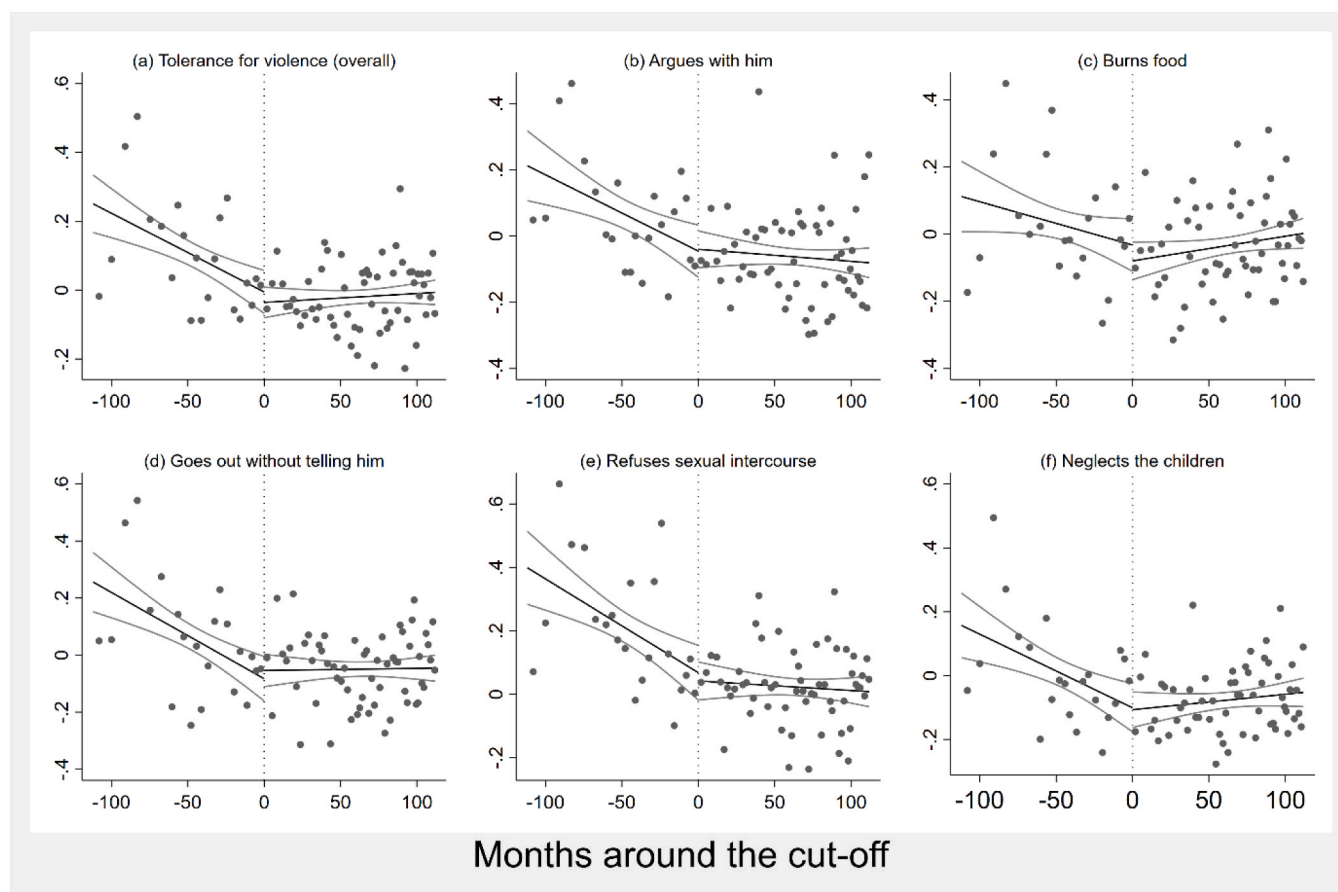 (a) Tolerance for violence (overall)
.6
.4
.2
0
-.2
-100 -50 0 50 100
(b) Argues with him
.4
.2
0
-.2
-.4
-100 -50 0 50 100
(c) Burns food
.4
.2
0
-.2
-.4
-100 -50 0 50 100
(d) Goes out without telling him
.6
.4
.2
0
-.2
-.4
-100 -50 0 50 100
(e) Refuses sexual intercourse
.6
.4
.2
0
-.2
-100 -50 0 50 100
(f) Neglects the children
.6
.4
.2
0
.2
-100 -50 0 50 100
Months around the cut-off